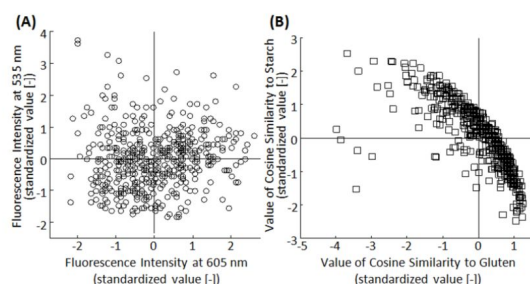 (A)
Fluorescence Intensity at 535 nm
(standardized value [-])
4
3
2
1
0
-1
-2
-2
-1
0
1
2
Fluorescence Intensity at 605 nm
(standardized value [-])
(B)
Value of Cosine Similarity to Starch
(standardized value [-])
3
2
1
0
-1
-2
-3
-5
-4
-3
-2
-1
0
1
Value of Cosine Similarity to Gluten
(standardized value [-])